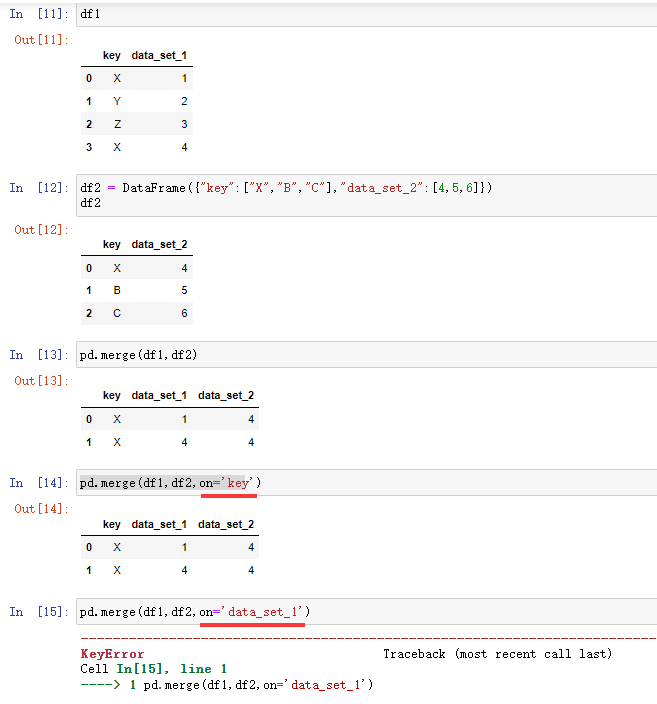 In [11]: df1
Out[11]:
key data_set_1
0 X 1
1 Y 2
2 Z 3
3 X 4
In [12]: df2 = DataFrame({"key":["X","B","C"],"data_set_2":[4,5,6]})
df2
Out[12]:
key data_set_2
0 X 4
1 B 5
2 C 6
In [13]: pd.merge(df1,df2)
Out[13]:
key data_set_1 data_set_2
0 X 1 4
1 X 4 4
In [14]: pd.merge(df1,df2,on='key')
Out[14]:
key data_set_1 data_set_2
0 X 1 4
1 X 4 4
In [15]: pd.merge(df1,df2,on='data_set_1')
---------------------------------------------------------------------------
KeyError Traceback (most recent call last)
Cell In[15], line 1
----> 1 pd.merge(df1,df2,on='data_set_1')